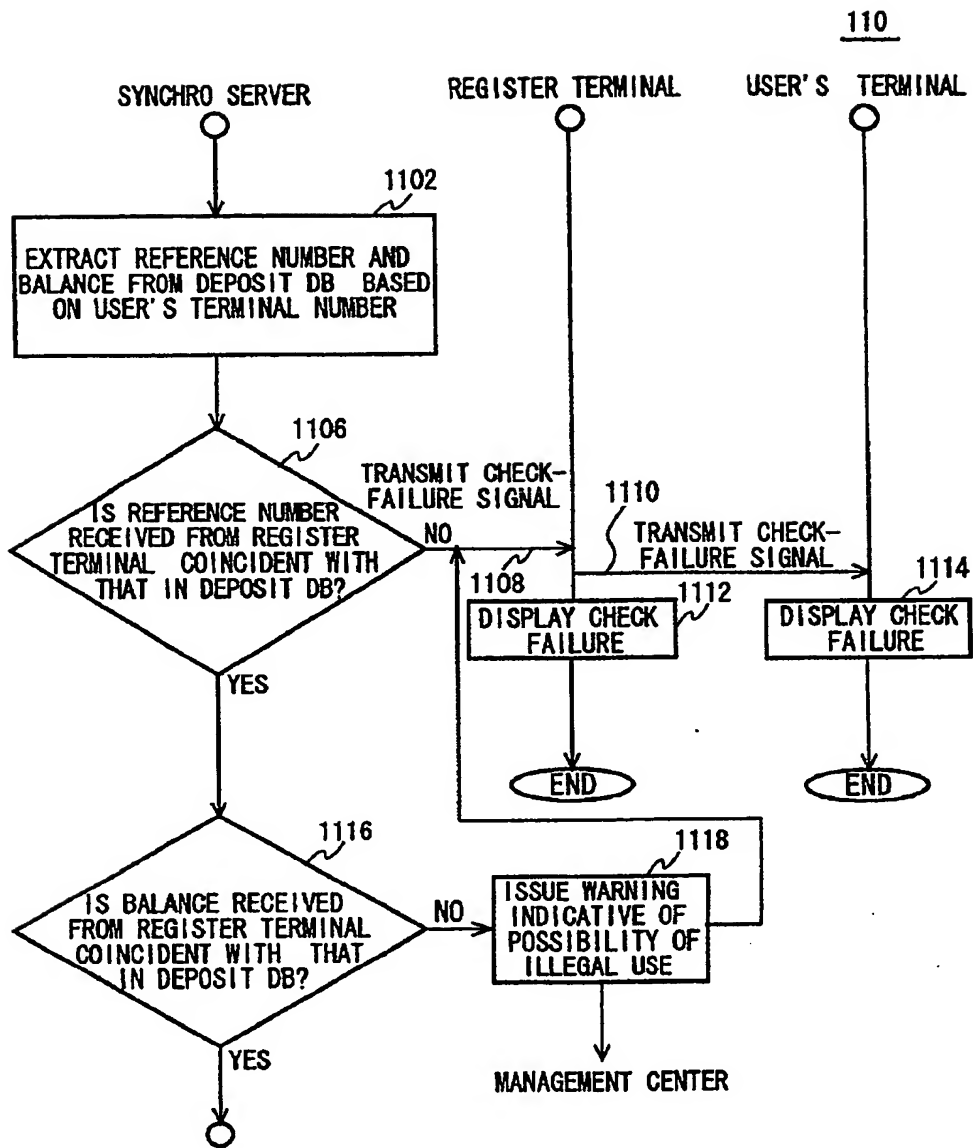 110
SYNCHRO SERVER
REGISTER TERMINAL
USER'S TERMINAL
1102
EXTRACT REFERENCE NUMBER AND
BALANCE FROM DEPOSIT DB BASED
ON USER'S TERMINAL NUMBER
1106
IS REFERENCE NUMBER
RECEIVED FROM REGISTER
TERMINAL COINCIDENT WITH
THAT IN DEPOSIT DB?
NO
TRANSMIT CHECK-
FAILURE SIGNAL
1108
1110
TRANSMIT CHECK-
FAILURE SIGNAL
1112
DISPLAY CHECK
FAILURE
1114
DISPLAY CHECK
FAILURE
END
END
YES
1116
IS BALANCE RECEIVED
FROM REGISTER TERMINAL
COINCIDENT WITH THAT
IN DEPOSIT DB?
NO
1118
ISSUE WARNING
INDICATIVE OF
POSSIBILITY OF
ILLEGAL USE
MANAGEMENT CENTER
YES